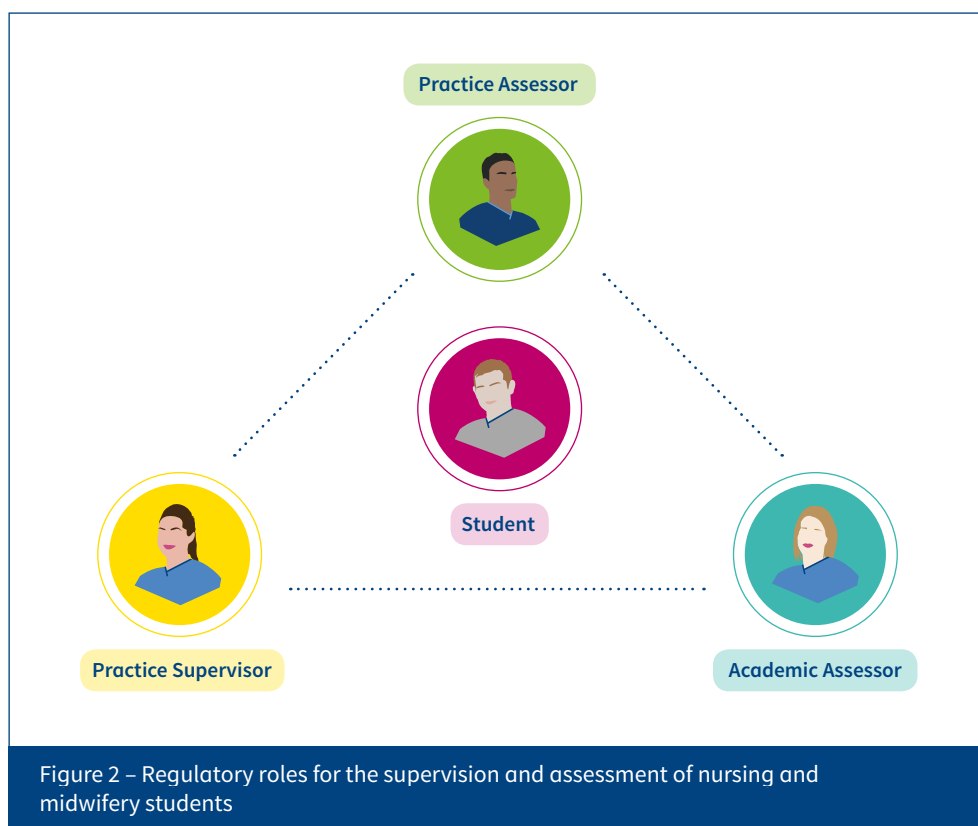 Practice Assessor
Student
Practice Supervisor
Academic Assessor
Figure 2 – Regulatory roles for the supervision and assessment of nursing and
midwifery students